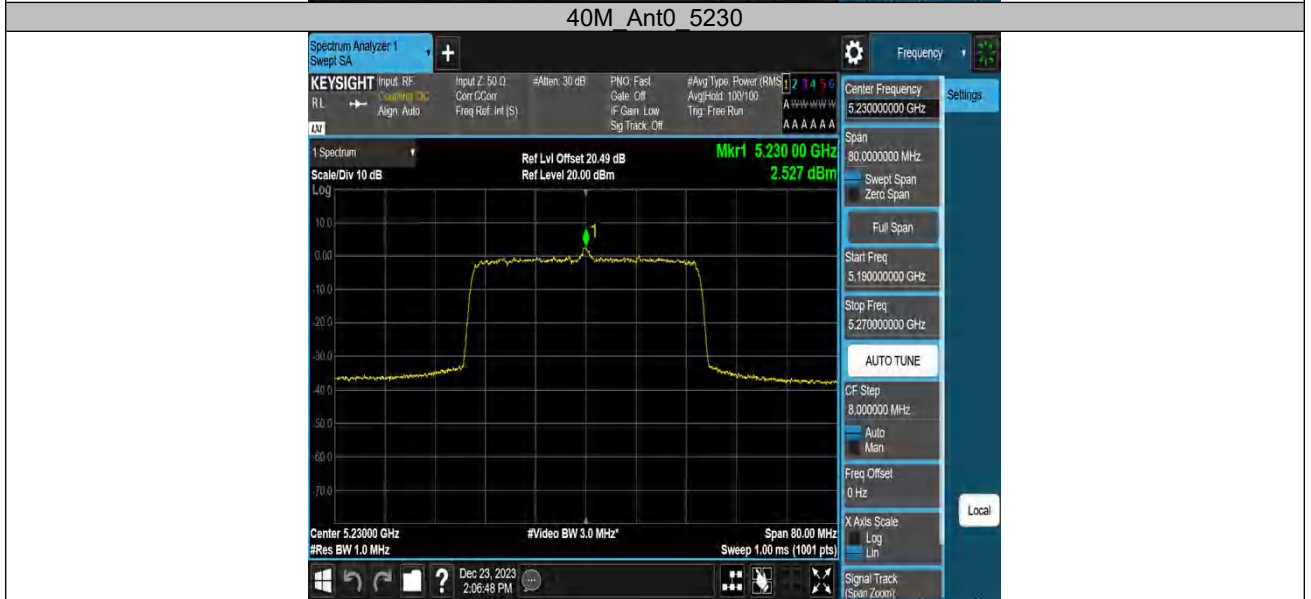 40M_Ant0_5230
Spectrum Analyzer 1
Swept SA
+
Frequency
KEYSIGHT
RL
LXI
Input: RF
Coupling: DC
Align: Auto
Input Z: 50 Ω
Corr CCorr
Freq Ref: Int (S)
#Atten: 30 dB
PNO: Fast
Gate: Off
IF Gain: Low
Sig Track: Off
#Avg Type: Power (RMS
Avg|Hold: 100/100
Trig: Free Run
1 2 3 4 5 6
A W W W W W
A A A A A A
1 Spectrum
Scale/Div 10 dB
Log
Ref Lvl Offset 20.49 dB
Ref Level 20.00 dBm
Mkr1 5.230 00 GHz
2.527 dBm
1
10.0
0.00
-10.0
-20.0
-30.0
-40.0
-50.0
-60.0
-70.0
Center 5.23000 GHz
#Res BW 1.0 MHz
#Video BW 3.0 MHz*
Span 80.00 MHz
Sweep 1.00 ms (1001 pts)
?
Dec 23, 2023
2:06:48 PM
Center Frequency
5.230000000 GHz
Settings
Span
80.0000000 MHz
Swept Span
Zero Span
Full Span
Start Freq
5.190000000 GHz
Stop Freq
5.270000000 GHz
AUTO TUNE
CF Step
8.000000 MHz
Auto
Man
Freq Offset
0 Hz
X Axis Scale
Log
Lin
Local
Signal Track
(Span Zoom)